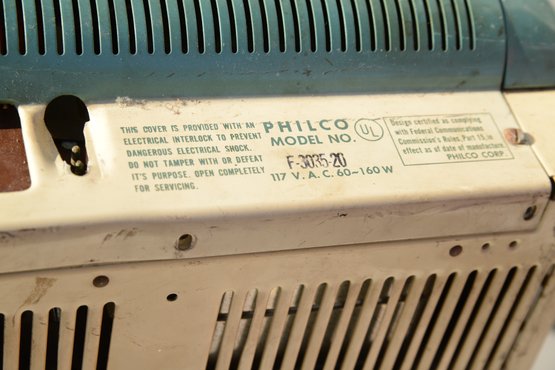 THIS COVER IS PROVIDED WITH AN
ELECTRICAL INTERLOCK TO PREVENT
DANGEROUS ELECTRICAL SHOCK.
DO NOT TAMPER WITH OR DEFEAT
IT'S PURPOSE. OPEN COMPLETELY
FOR SERVICING.
PHILCO
MODEL NO.
F-3035-20
117 V. A. C. 60~160 W
UL
Design certified as complying
with Federal Communications
Commission's Rules, Part 15, in
effect as of date of manufacture
PHILCO CORP.